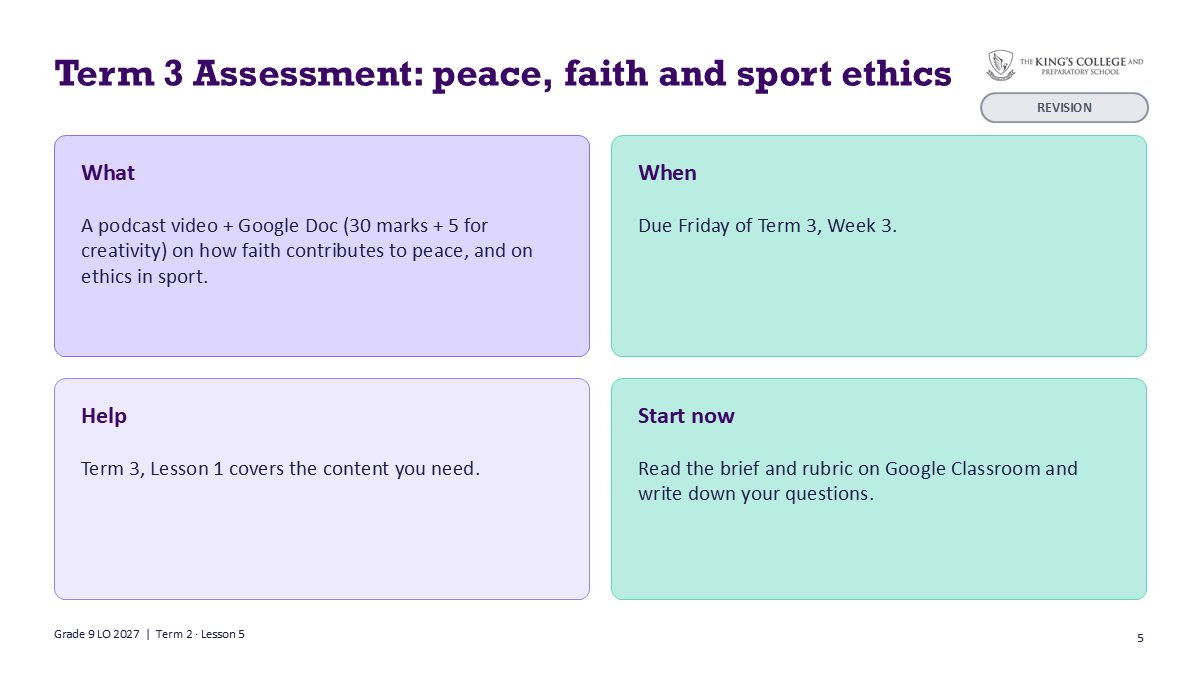 Term 3 Assessment: peace, faith and sport ethics
THE KING'S COLLEGE AND
PREPARATORY SCHOOL
REVISION
What
A podcast video + Google Doc (30 marks + 5 for
creativity) on how faith contributes to peace, and on
ethics in sport.
When
Due Friday of Term 3, Week 3.
Help
Term 3, Lesson 1 covers the content you need.
Start now
Read the brief and rubric on Google Classroom and
write down your questions.
Grade 9 LO 2027 | Term 2 · Lesson 5
5